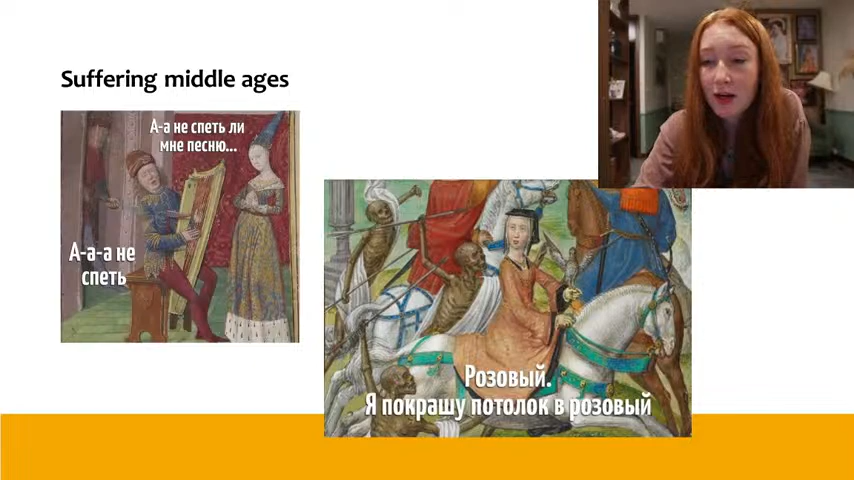 Suffering middle ages
А-а не спеть ли
мне песню...
А-а-а не
спеть
Розовый.
Я покрашу потолок в розовый